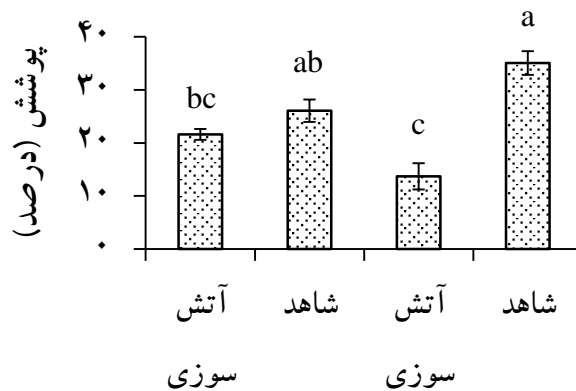 پوشش (درصد)
۴۰
۳۰
۲۰
۱۰
۰
bc
ab
c
a
آتش سوزی
شاهد
آتش سوزی
شاهد